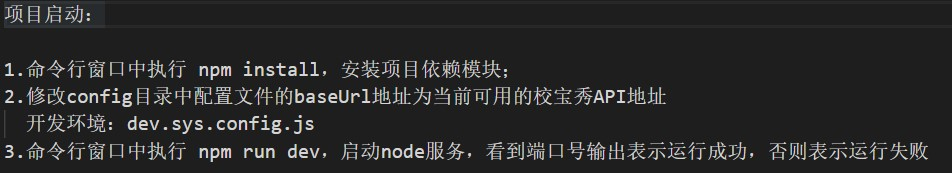 项目启动：
1.命令行窗口中执行 npm install，安装项目依赖模块；
2.修改config目录中配置文件的baseUrl地址为当前可用的校宝秀API地址
开发环境：dev.sys.config.js
3.命令行窗口中执行 npm run dev，启动node服务，看到端口号输出表示运行成功，否则表示运行失败